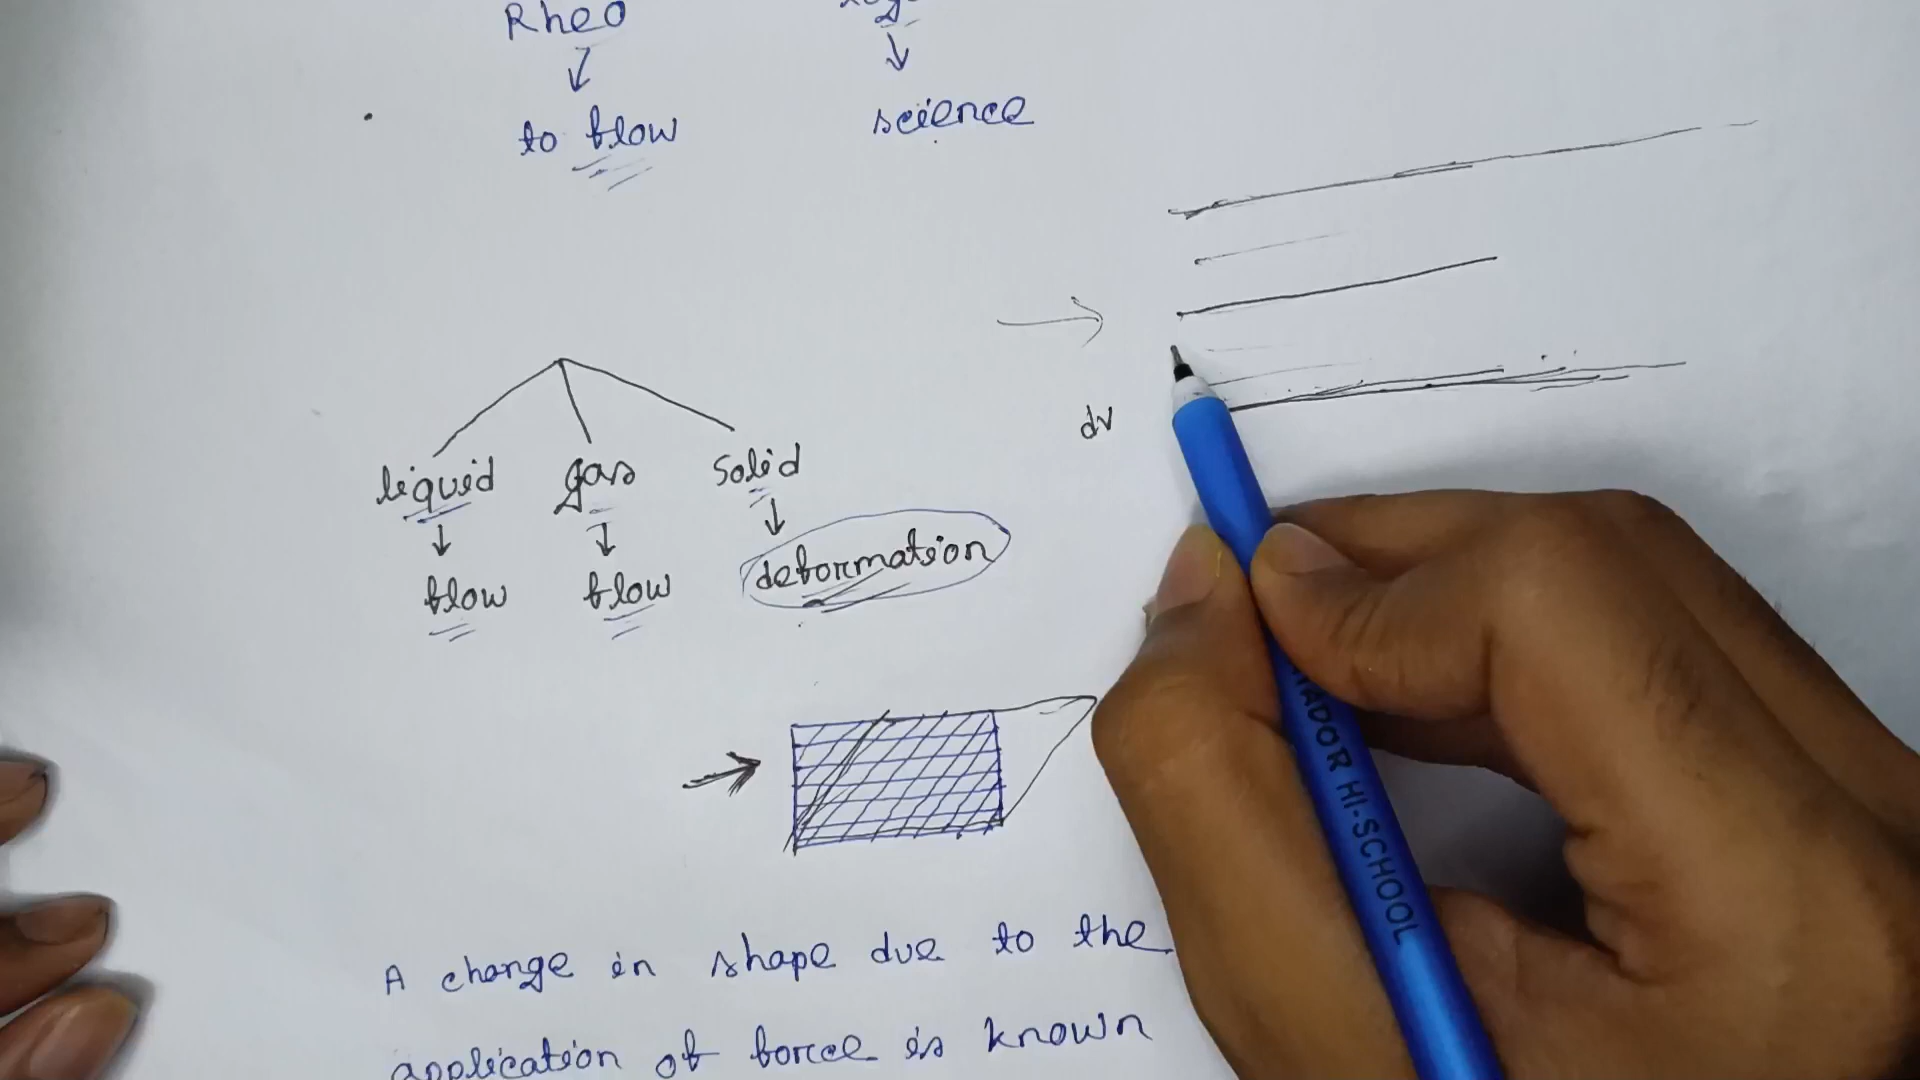 Rheo
to flow science
dv
liquid gas solid
flow flow deformation
A change in shape due to the
application of force is known
HI-SCHOOL